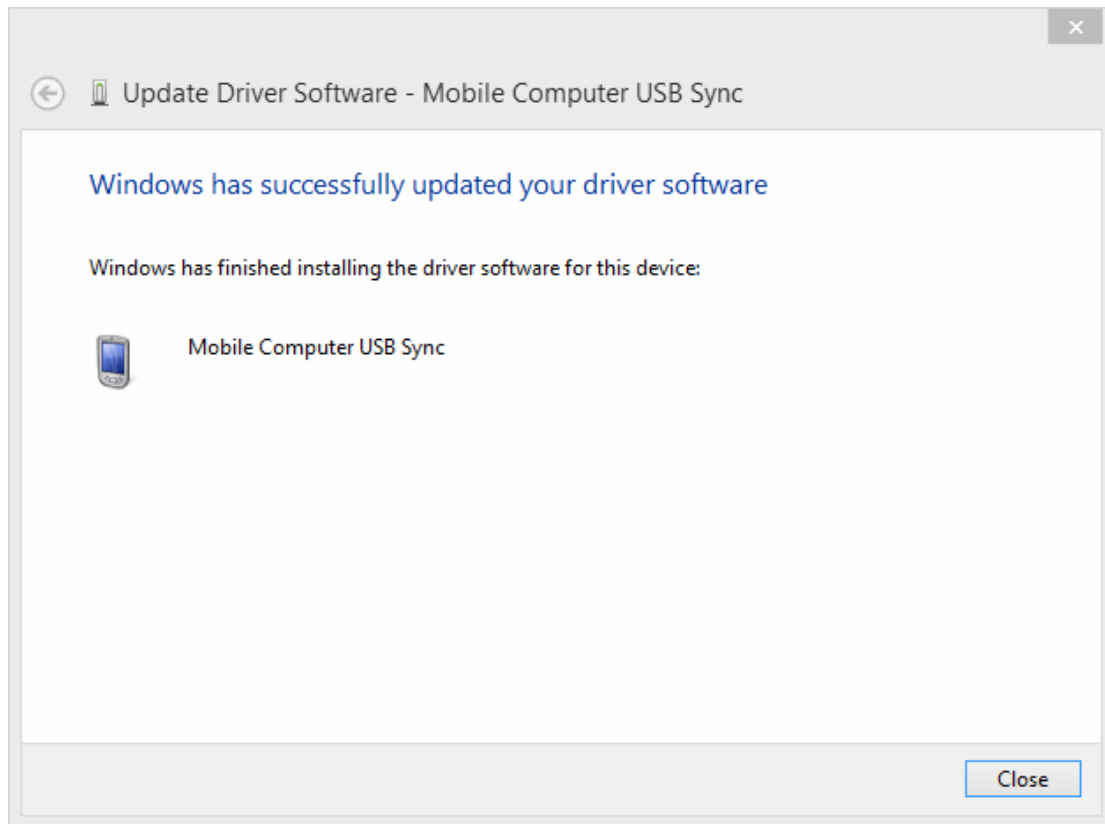 Update Driver Software - Mobile Computer USB Sync
Windows has successfully updated your driver software
Windows has finished installing the driver software for this device:
Mobile Computer USB Sync
Close